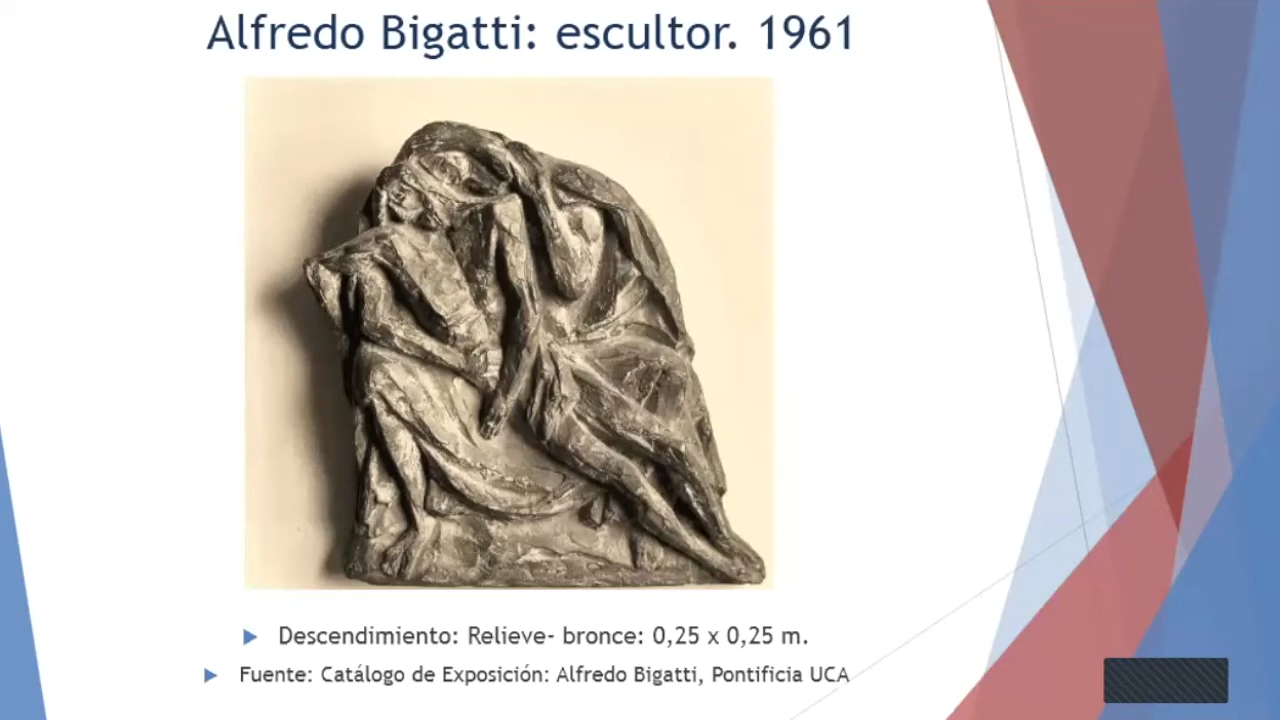 Alfredo Bigatti: escultor. 1961
Descendimiento: Relieve- bronce: 0,25 x 0,25 m.
Fuente: Catálogo de Exposición: Alfredo Bigatti, Pontificia UCA